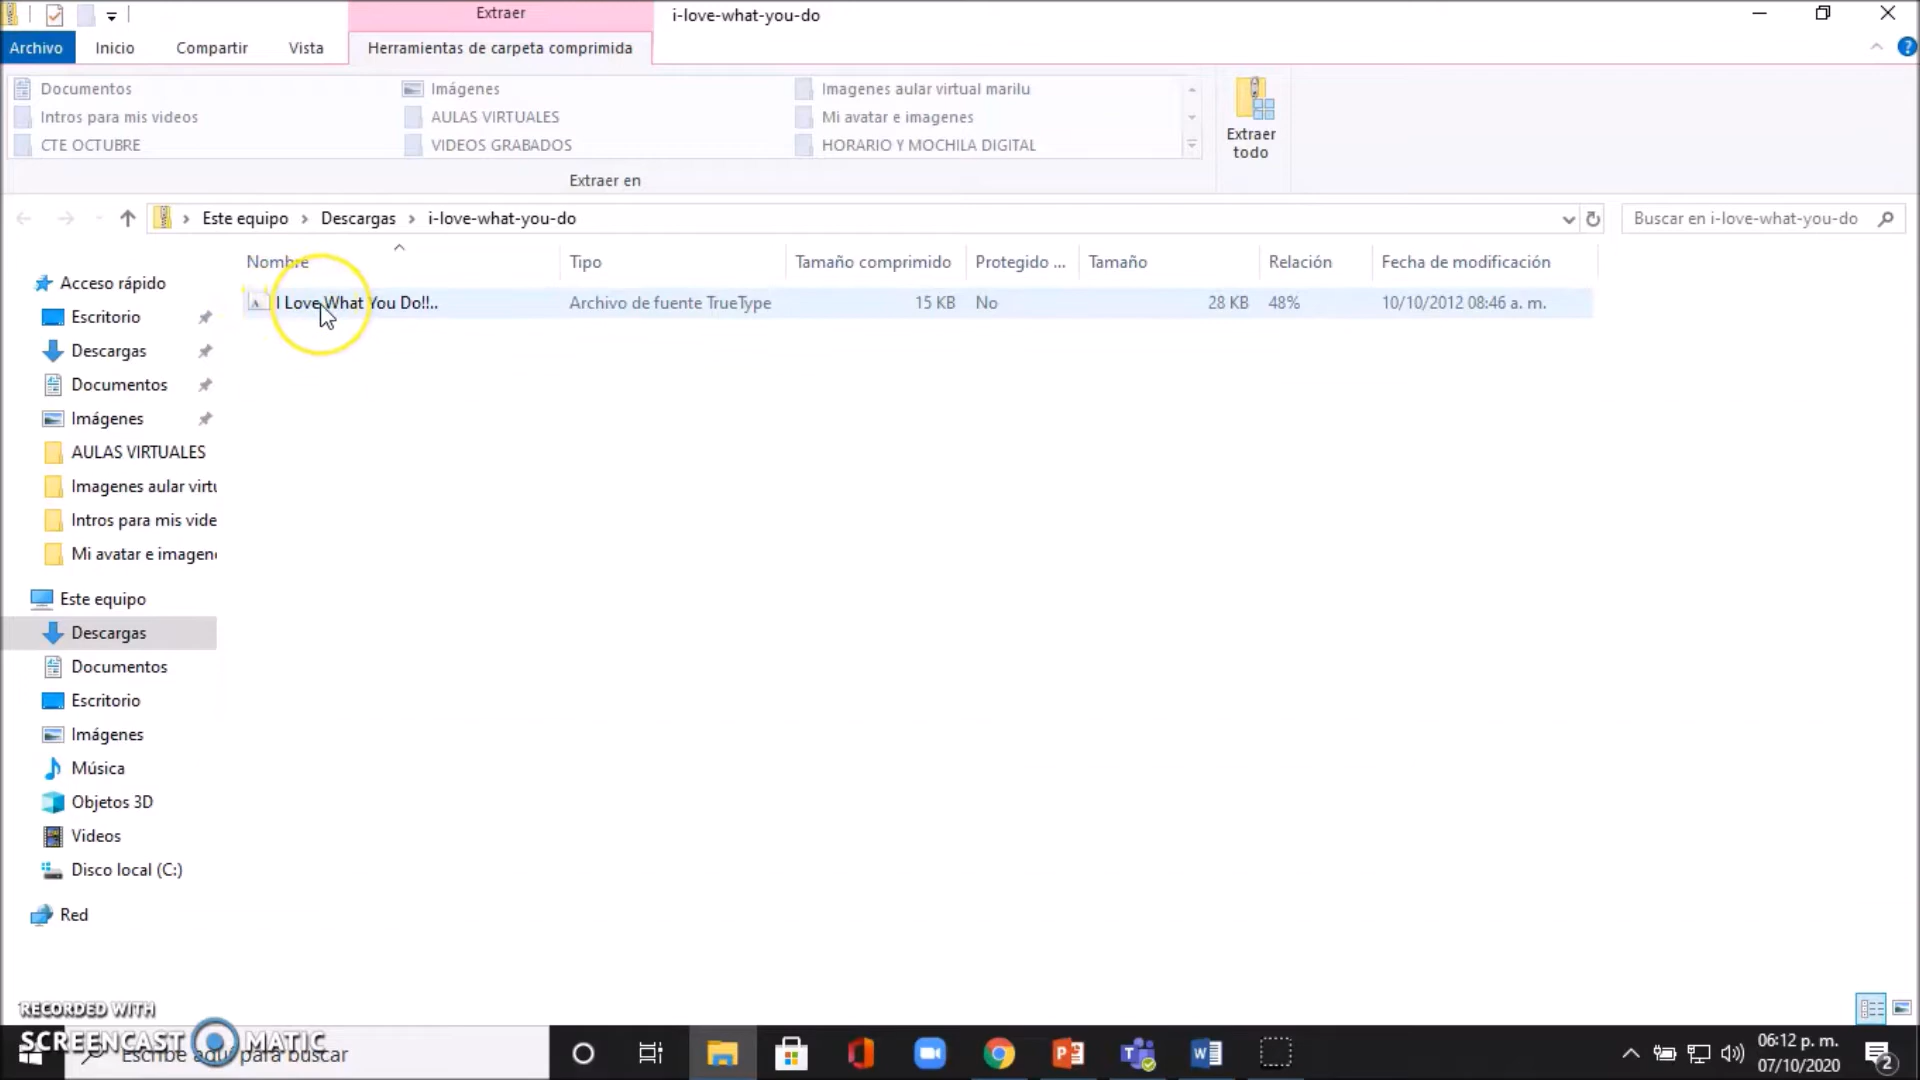 Extraer
i-love-what-you-do
Archivo
Inicio
Compartir
Vista
Herramientas de carpeta comprimida
Documentos
Imágenes
Imagenes aular virtual marilu
Intros para mis videos
AULAS VIRTUALES
Mi avatar e imagenes
CTE OCTUBRE
VIDEOS GRABADOS
HORARIO Y MOCHILA DIGITAL
Extraer
todo
Extraer en
Este equipo
Descargas
i-love-what-you-do
Buscar en i-love-what-you-do
Nombre
Tipo
Tamaño comprimido
Protegido ...
Tamaño
Relación
Fecha de modificación
I Love What You Do!!..
Archivo de fuente TrueType
15 KB
No
28 KB
48%
10/10/2012 08:46 a. m.
Acceso rápido
Escritorio
Descargas
Documentos
Imágenes
AULAS VIRTUALES
Imagenes aular virtu
Intros para mis vide
Mi avatar e imagen
Este equipo
Descargas
Documentos
Escritorio
Imágenes
Música
Objetos 3D
Videos
Disco local (C:)
Red
RECORDED WITH
SCREENCAST MATIC
Escribe aquí para buscar
06:12 p. m.
07/10/2020
2